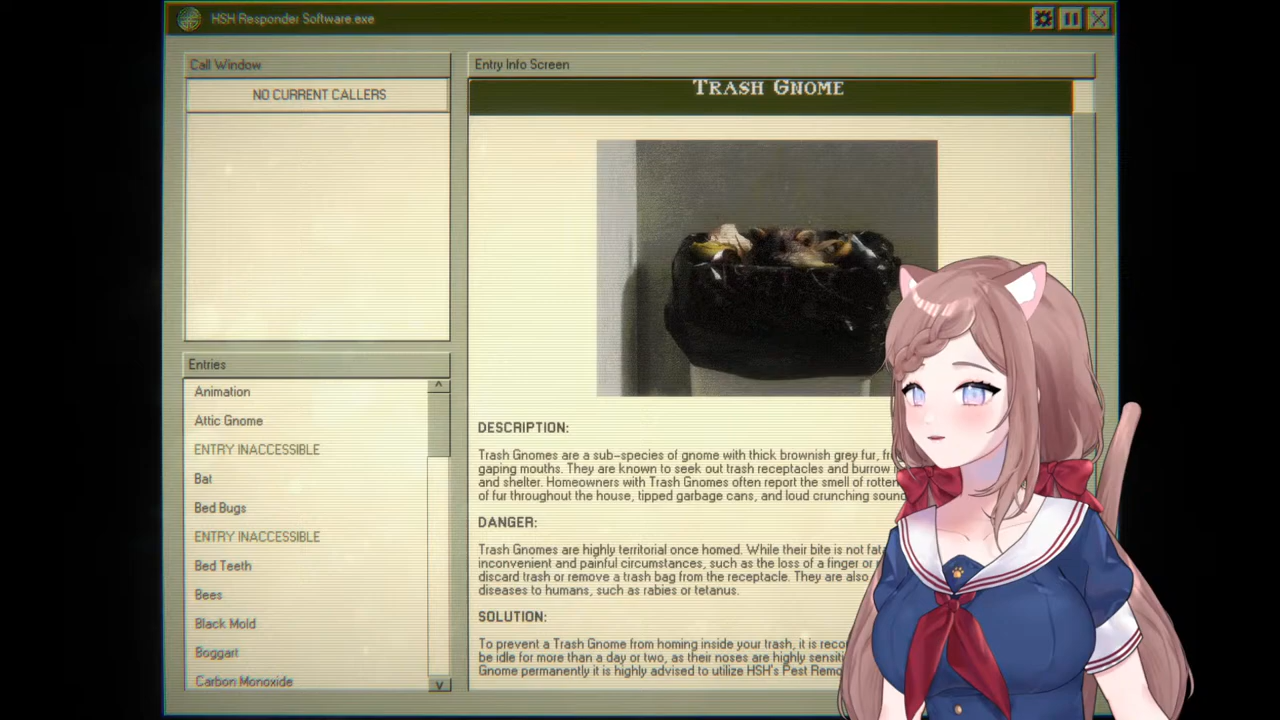 HSH Responder Software.exe
Call Window
NO CURRENT CALLERS
Entries
Animation
Attic Gnome
ENTRY INACCESSIBLE
Bat
Bed Bugs
ENTRY INACCESSIBLE
Bed Teeth
Bees
Black Mold
Boggart
Carbon Monoxide
Entry Info Screen
TRASH GNOME
DESCRIPTION:
Trash Gnomes are a sub-species of gnome with thick brownish grey fur,
gaping mouths. They are known to seek out trash receptacles and burrow
and shelter. Homeowners with Trash Gnomes often report the smell of rotten
of fur throughout the house, tipped garbage cans, and loud crunching
DANGER:
Trash Gnomes are highly territorial once homed. While their bite is not
inconvenient and painful circumstances, such as the loss of a finger or
discard trash or remove a trash bag from the receptacle. They are also
diseases to humans, such as rabies or tetanus.
SOLUTION:
To prevent a Trash Gnome from homing inside your trash, it is
be idle for more than a day or two, as their noses are highly
Gnome permanently it is highly advised to utilize HSH's Pest